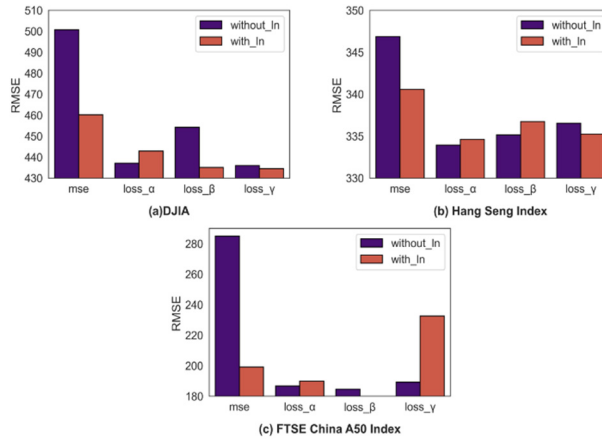 510
500
490
480
470
460
450
440
430
RMSE
without_ln
with_ln
mse
loss_α
loss_β
loss_γ
(a)DJIA
350
345
340
335
330
RMSE
without_ln
with_ln
mse
loss_α
loss_β
loss_γ
(b) Hang Seng Index
280
260
240
220
200
180
RMSE
without_ln
with_ln
mse
loss_α
loss_β
loss_γ
(c) FTSE China A50 Index